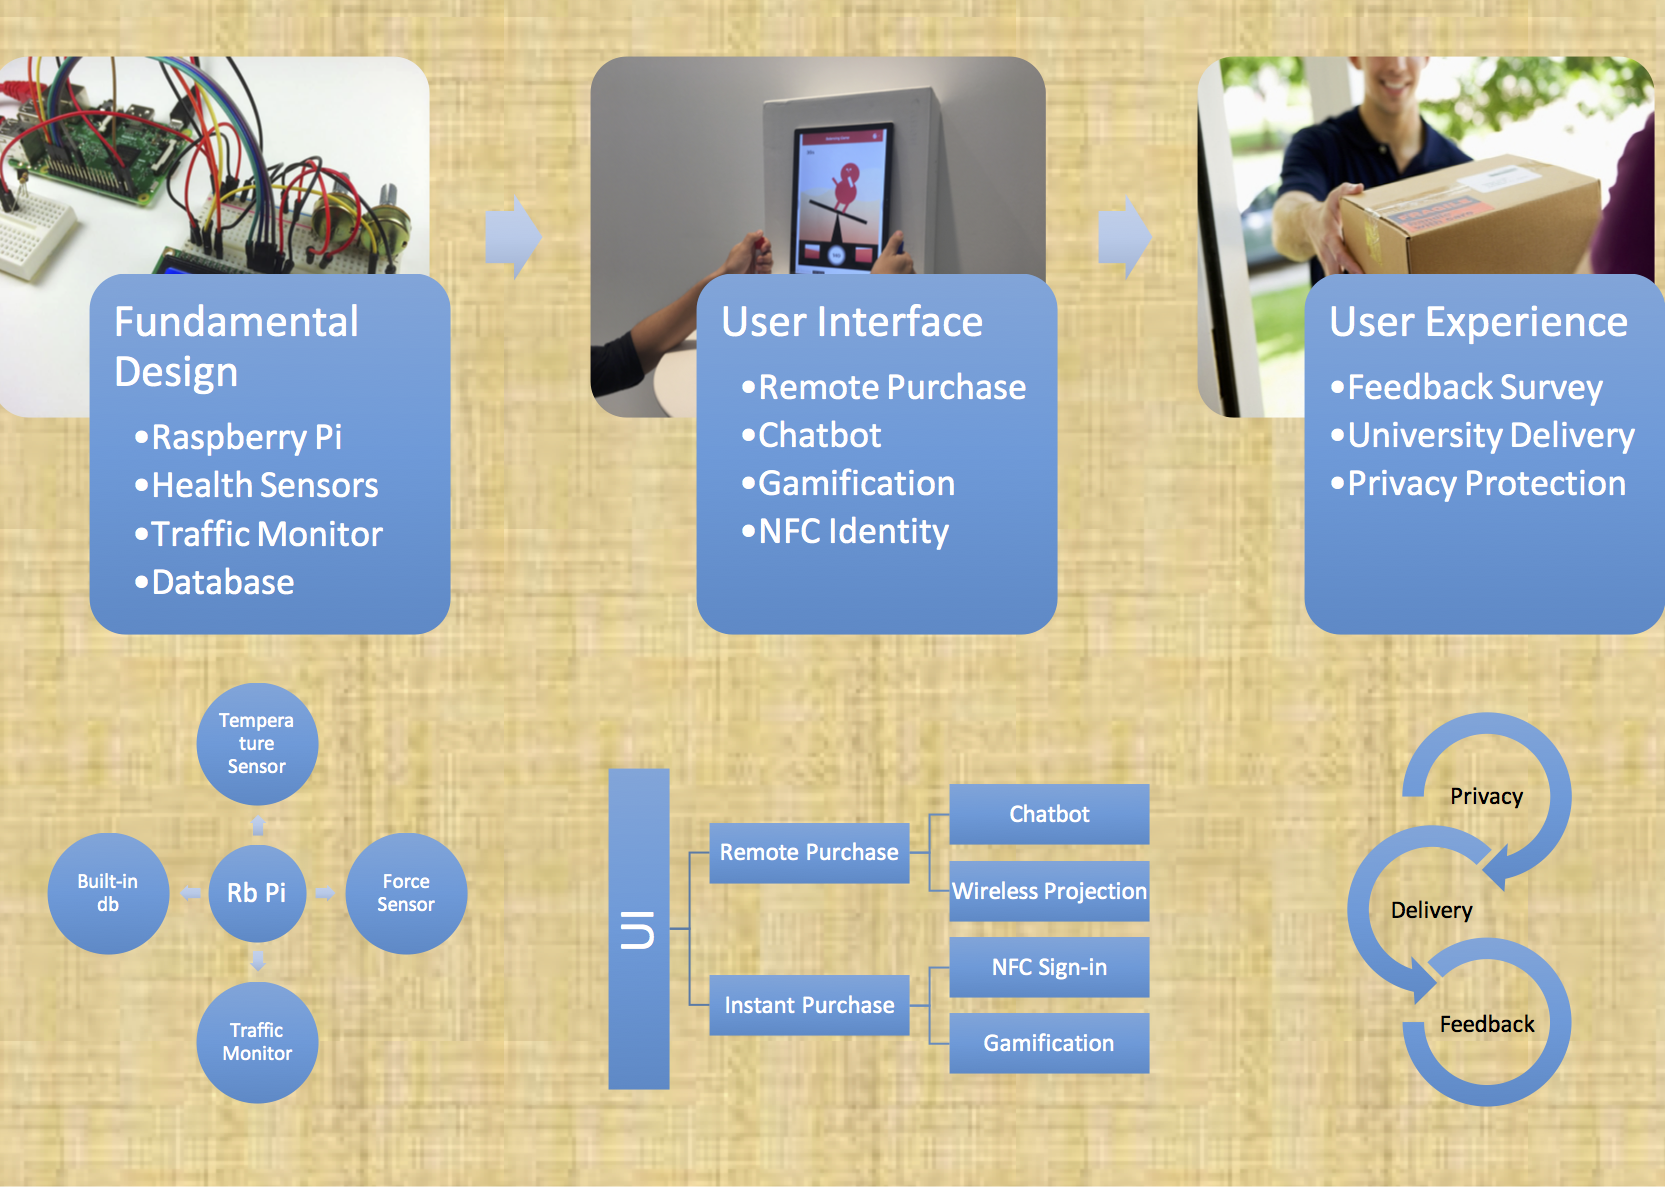 Fundamental
Design
•Raspberry Pi
•Health Sensors
•Traffic Monitor
•Database
User Interface
•Remote Purchase
•Chatbot
•Gamification
•NFC Identity
User Experience
•Feedback Survey
•University Delivery
•Privacy Protection
FRAGILE
Tempera
ture
Sensor
Built-in
db
Rb Pi
Force
Sensor
Traffic
Monitor
UI
Remote Purchase
Chatbot
Wireless Projection
Instant Purchase
NFC Sign-in
Gamification
Privacy
Delivery
Feedback